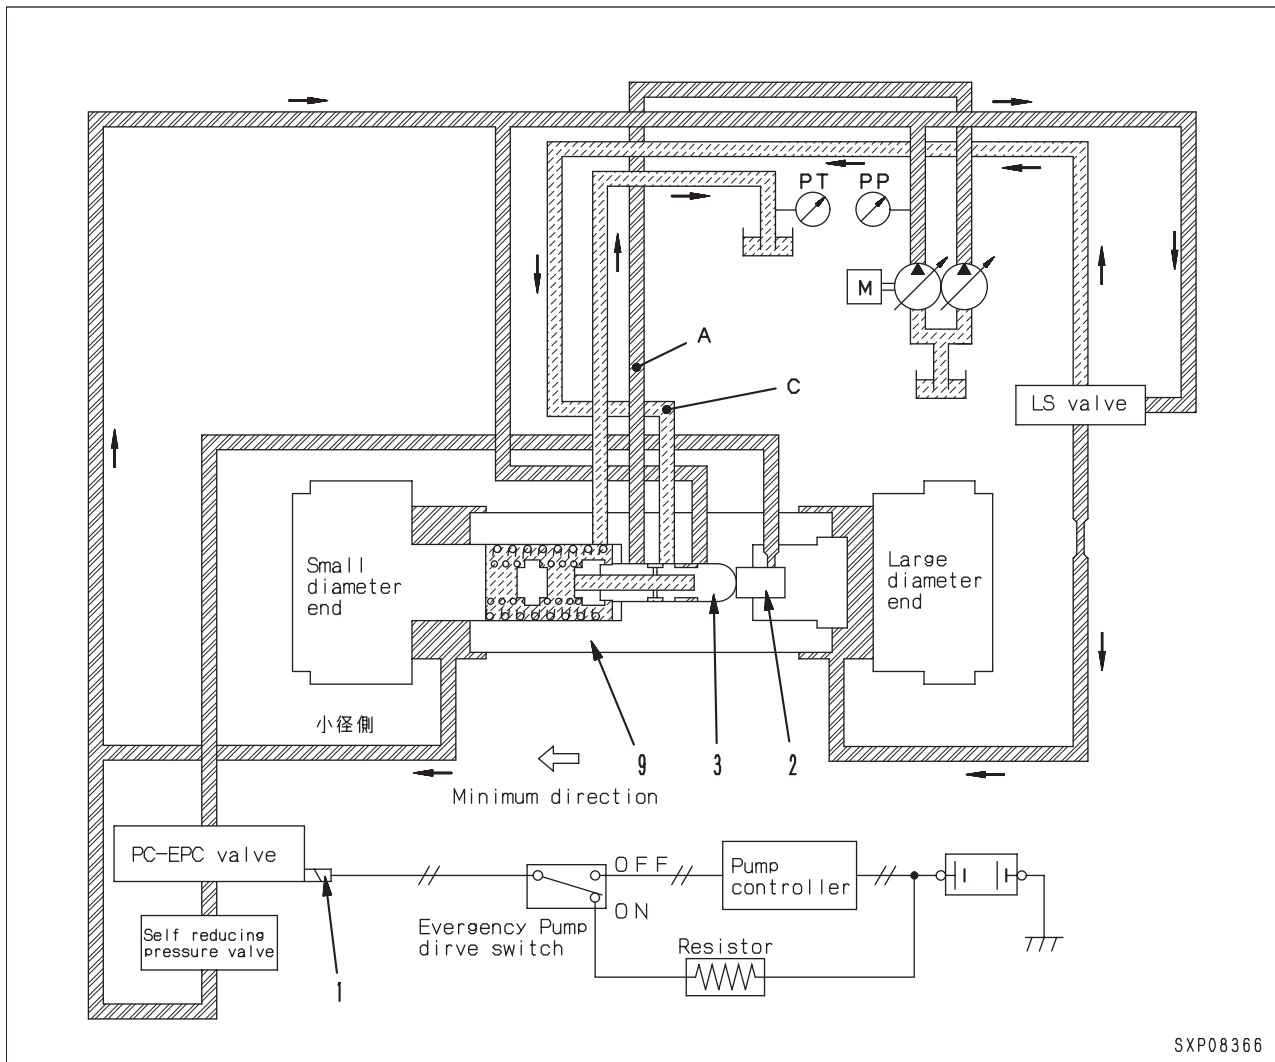 PT PP
M
A
C
LS valve
Small
diameter
end
Large
diameter
end
小径側
9
3
2
Minimum direction
PC-EPC valve
OFF
Pump
controller
ON
Evergency Pump
dirve switch
Self reducing
pressure valve
Resistor
1
SXP08366